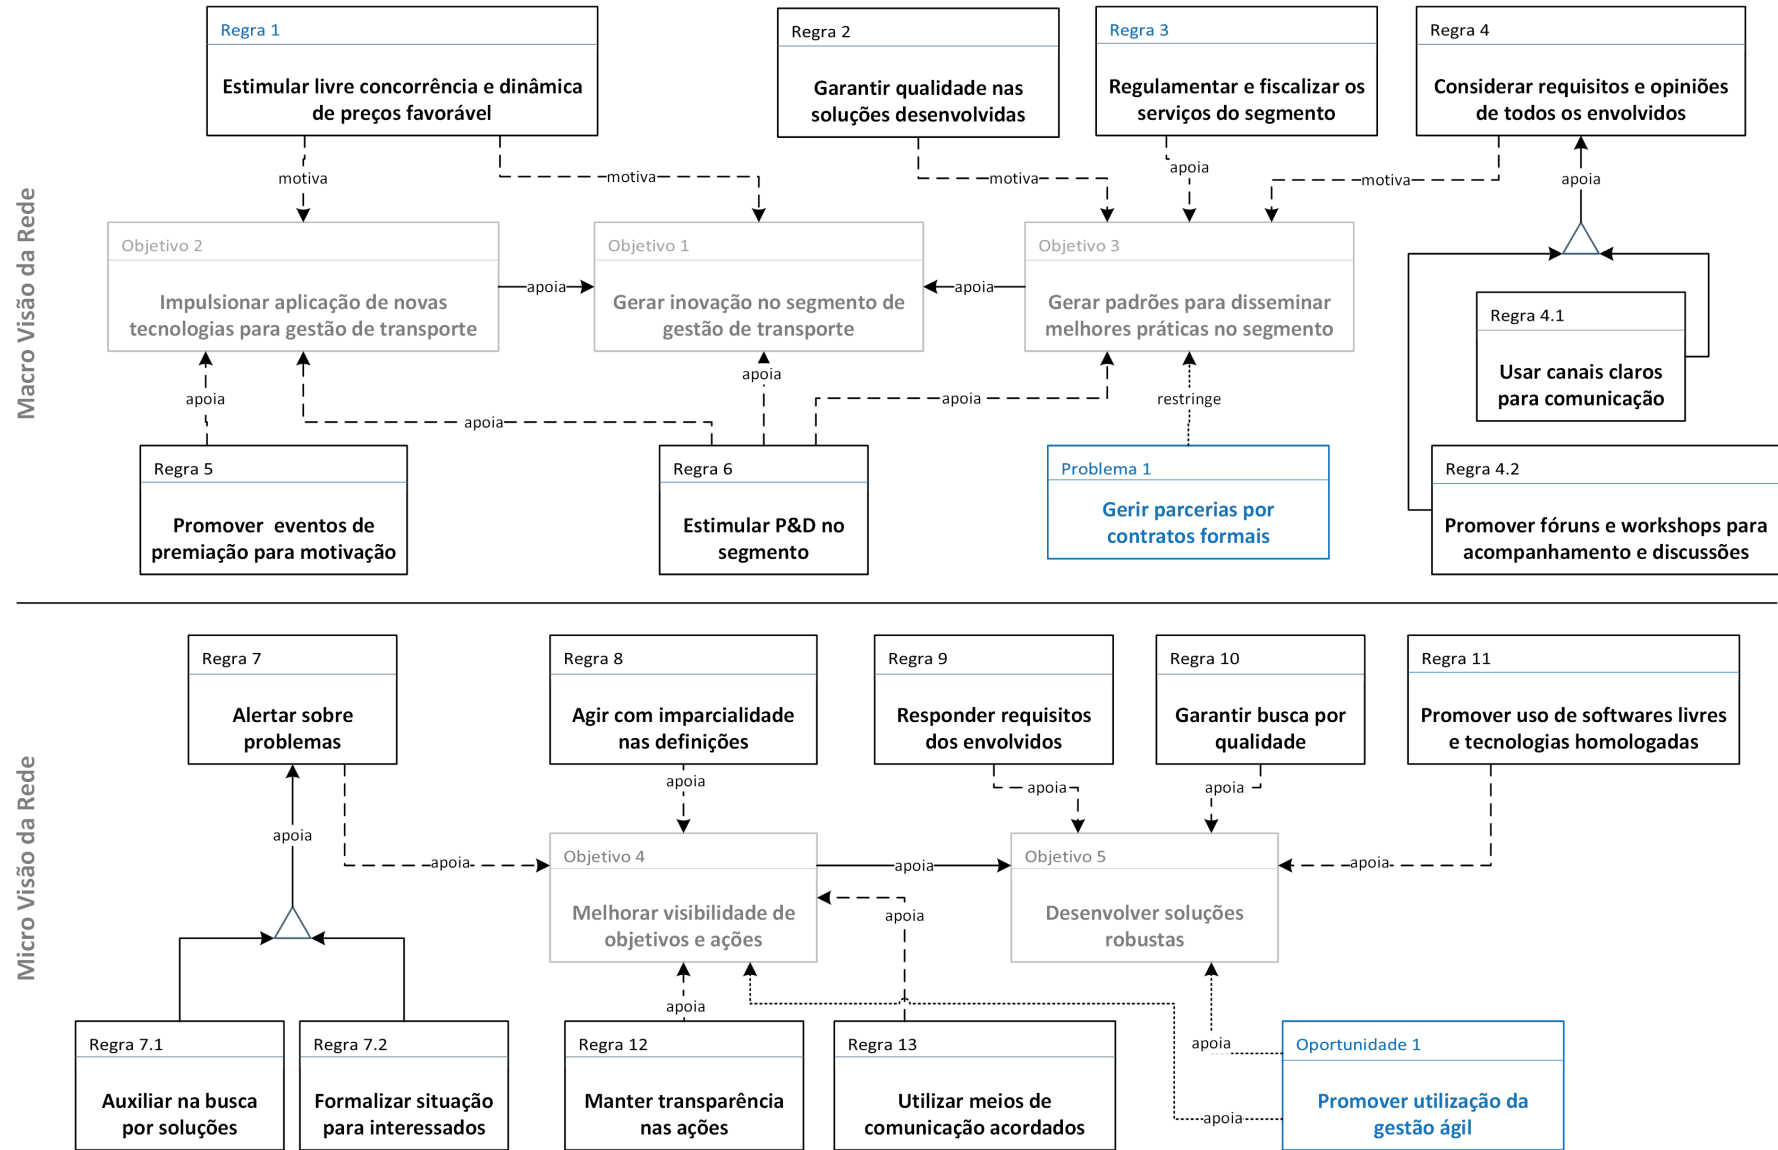 Macro Visão da Rede
Regra 1
Estimular livre concorrência e dinâmica
de preços favorável
Regra 2
Garantir qualidade nas
soluções desenvolvidas
Regra 3
Regulamentar e fiscalizar os
serviços do segmento
Regra 4
Considerar requisitos e opiniões
de todos os envolvidos
motiva
motiva
motiva
apoia
motiva
apoia
Objetivo 2
Impulsionar aplicação de novas
tecnologias para gestão de transporte
apoia
Objetivo 1
Gerar inovação no segmento de
gestão de transporte
apoia
Objetivo 3
Gerar padrões para disseminar
melhores práticas no segmento
Regra 4.1
Usar canais claros
para comunicação
apoia
apoia
apoia
apoia
restringe
Regra 5
Promover eventos de
premiação para motivação
Regra 6
Estimular P&D no
segmento
Problema 1
Gerir parcerias por
contratos formais
Regra 4.2
Promover fóruns e workshops para
acompanhamento e discussões
Micro Visão da Rede
Regra 7
Alertar sobre
problemas
Regra 8
Agir com imparcialidade
nas definições
Regra 9
Responder requisitos
dos envolvidos
Regra 10
Garantir busca por
qualidade
Regra 11
Promover uso de softwares livres
e tecnologias homologadas
apoia
apoia
apoia
apoia
apoia
Objetivo 4
Melhorar visibilidade de
objetivos e ações
apoia
Objetivo 5
Desenvolver soluções
robustas
apoia
apoia
apoia
apoia
apoia
Regra 7.1
Auxiliar na busca
por soluções
Regra 7.2
Formalizar situação
para interessados
Regra 12
Manter transparência
nas ações
Regra 13
Utilizar meios de
comunicação acordados
Oportunidade 1
Promover utilização da
gestão ágil
apoia